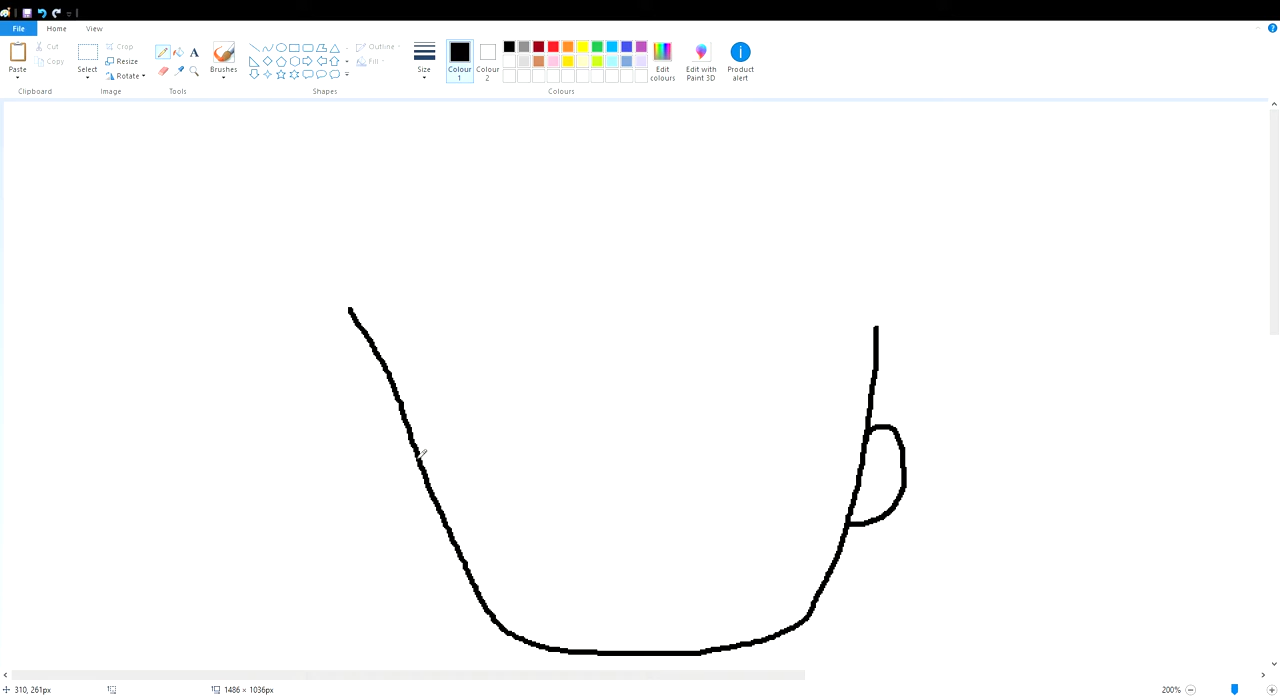 File Home View
Paste Cut Copy Clipboard
Select Crop Resize Rotate Image
Tools
Brushes
Outline Fill Shapes
Size
Colour 1 Colour 2 Edit colours Colours
Edit with Paint 3D
Product alert
310, 261px 1486 × 1036px 200%